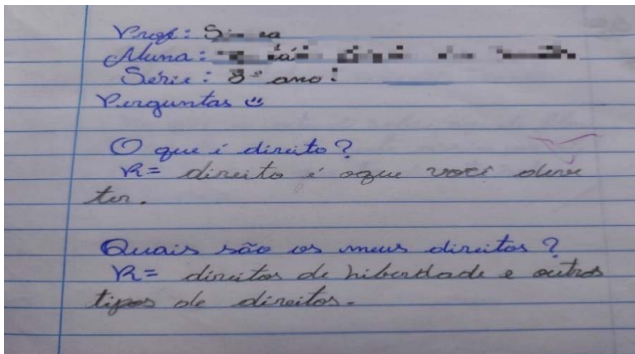 Prof:
Aluna:
Série: 8º ano:
Perguntas
O que é direito?
R= direito é oque você deve
ter.
Quais são os meus direitos?
R= direitos de liberdade e outros
tipos de direitos.